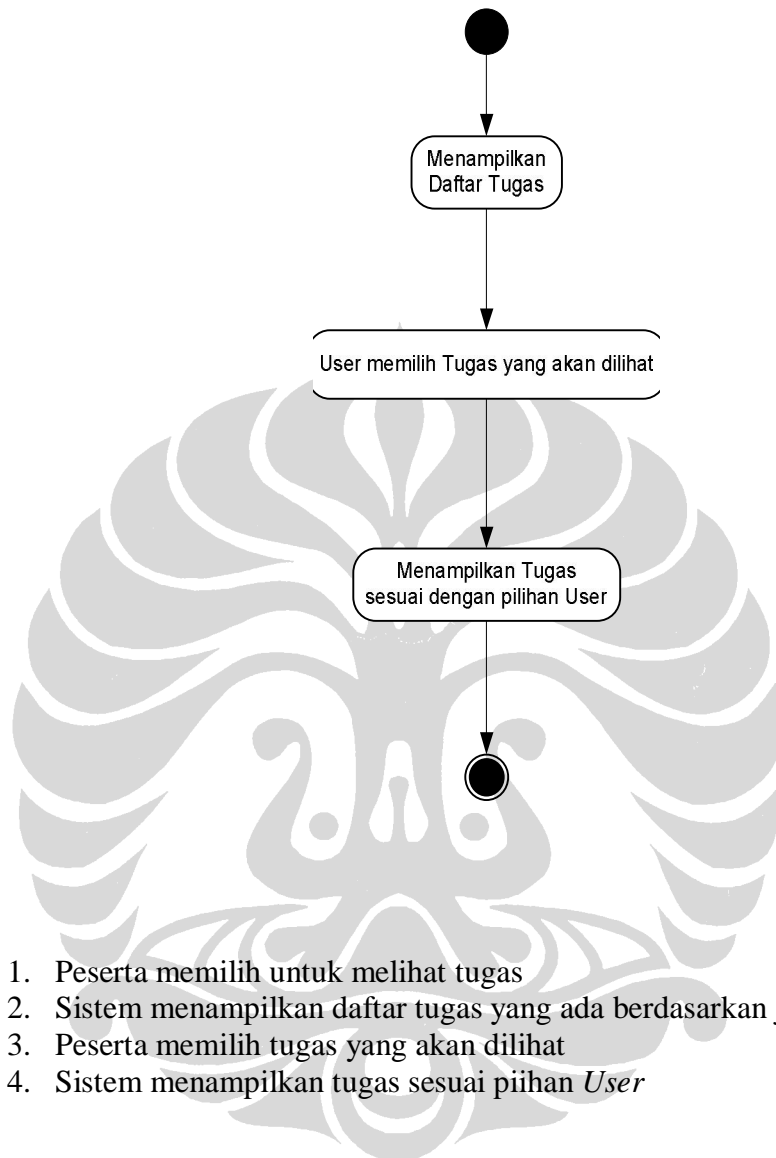 Menampilkan
Daftar Tugas
User memilih Tugas yang akan dilihat
Menampilkan Tugas
sesuai dengan pilihan User
1. Peserta memilih untuk melihat tugas
2. Sistem menampilkan daftar tugas yang ada berdasarkan
3. Peserta memilih tugas yang akan dilihat
4. Sistem menampilkan tugas sesuai piihan User